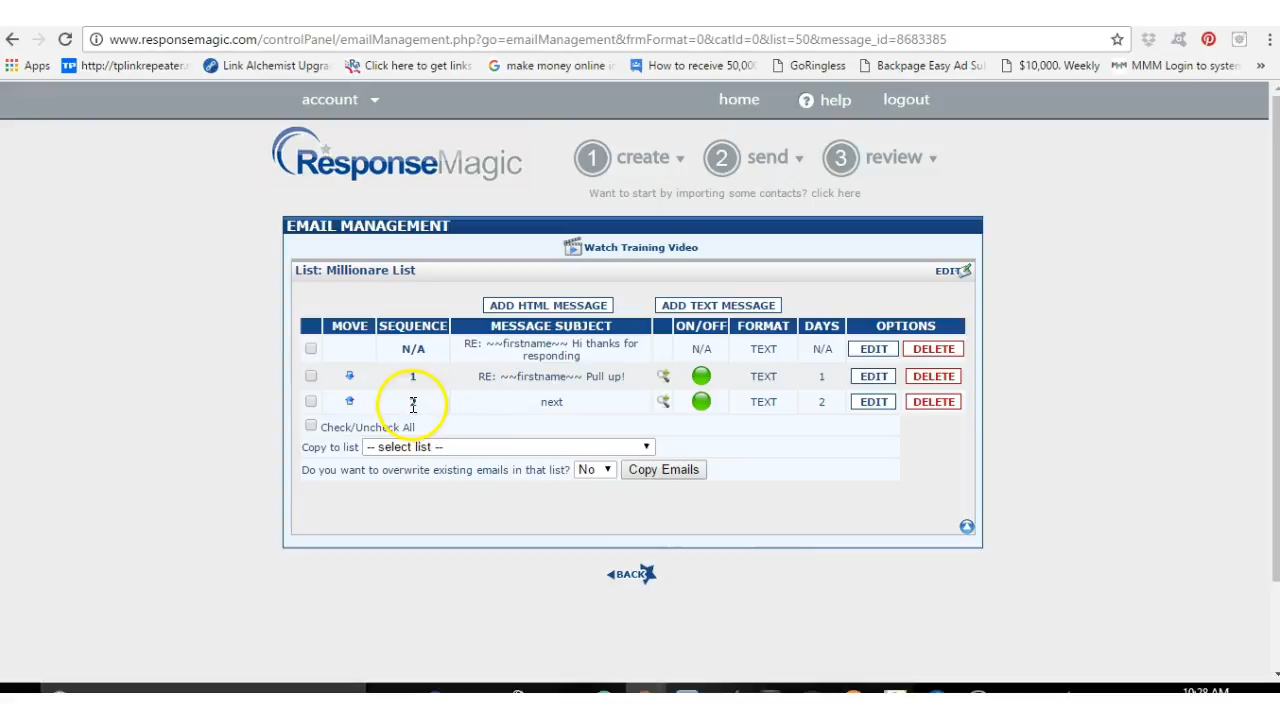 www.responsemagic.com/controlPanel/emailManagement.php?go=emailManagement&frmFormat=0&catId=0&list=50&message_id=8683385
Apps http://tplinkrepeater. Link Alchemist Upgra Click here to get links make money online i How to receive 50,00 GoRingless Backpage Easy Ad Su $10,000. Weekly MMM Login to syster »
account home ? help logout
ResponseMagic 1 create 2 send 3 review
Want to start by importing some contacts? click here
EMAIL MANAGEMENT
Watch Training Video
List: Millionare List EDIT
ADD HTML MESSAGE ADD TEXT MESSAGE
MOVE SEQUENCE MESSAGE SUBJECT ON/OFF FORMAT DAYS OPTIONS
N/A RE: ~~firstname~~ Hi thanks for responding N/A TEXT N/A EDIT DELETE
1 RE: ~~firstname~~ Pull up! TEXT 1 EDIT DELETE
2 next TEXT 2 EDIT DELETE
Check/Uncheck All
Copy to list -- select list --
Do you want to overwrite existing emails in that list? No Copy Emails
BACK
10:28 AM